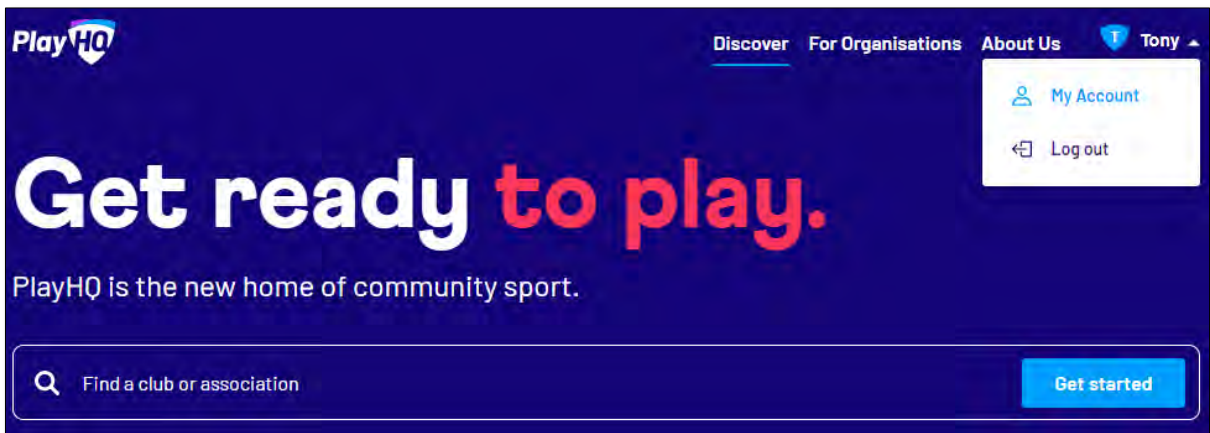 PlayHQ
Discover For Organisations About Us T Tony
My Account
Log out
Get ready to play.
PlayHQ is the new home of community sport.
Find a club or association Get started